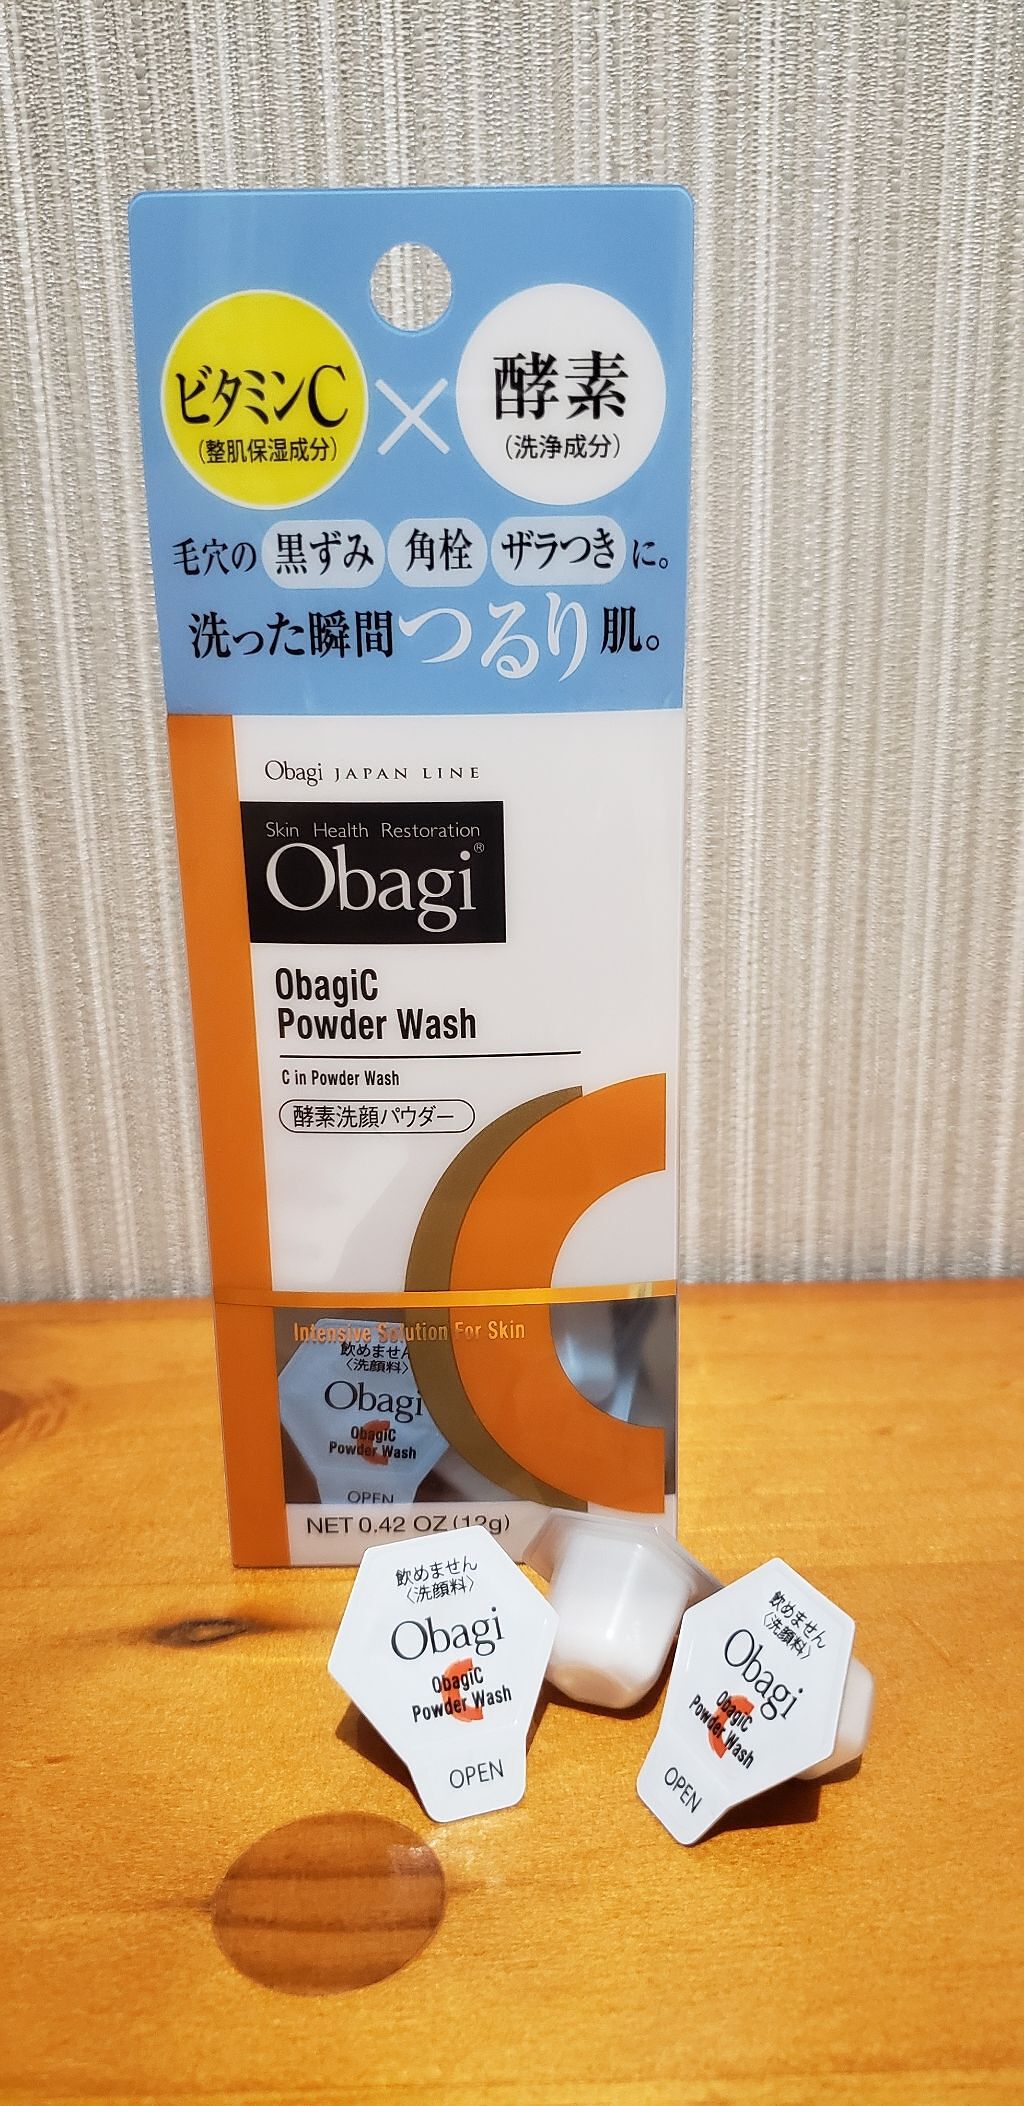 ビタミンC
(整肌保湿成分)
×
酵素
(洗浄成分)
毛穴の 黒ずみ 角栓 ザラつき に。
洗った瞬間つるり肌。
Obagi JAPAN LINE
Skin Health Restoration
Obagi®
ObagiC
Powder Wash
C in Powder Wash
酵素洗顔パウダー
Intensive Solution For Skin
飲めません
〈洗顔料〉
Obagi
ObagiC
Powder Wash
OPEN
NET 0.42 OZ (12g)
飲めません
〈洗顔料〉
Obagi
C
ObagiC
Powder Wash
OPEN
飲めません
〈洗顔料〉
Obagi
C
ObagiC
Powder Wash
OPEN